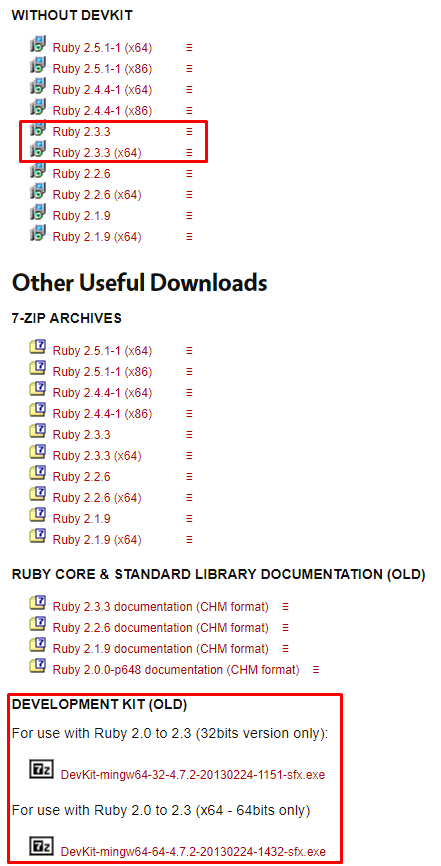 WITHOUT DEVKIT
Ruby 2.5.1-1 (x64)
Ruby 2.5.1-1 (x86)
Ruby 2.4.4-1 (x64)
Ruby 2.4.4-1 (x86)
Ruby 2.3.3
Ruby 2.3.3 (x64)
Ruby 2.2.6
Ruby 2.2.6 (x64)
Ruby 2.1.9
Ruby 2.1.9 (x64)
Other Useful Downloads
7-ZIP ARCHIVES
Ruby 2.5.1-1 (x64)
Ruby 2.5.1-1 (x86)
Ruby 2.4.4-1 (x64)
Ruby 2.4.4-1 (x86)
Ruby 2.3.3
Ruby 2.3.3 (x64)
Ruby 2.2.6
Ruby 2.2.6 (x64)
Ruby 2.1.9
Ruby 2.1.9 (x64)
RUBY CORE & STANDARD LIBRARY DOCUMENTATION (OLD)
Ruby 2.3.3 documentation (CHM format)
Ruby 2.2.6 documentation (CHM format)
Ruby 2.1.9 documentation (CHM format)
Ruby 2.0.0-p648 documentation (CHM format)
DEVELOPMENT KIT (OLD)
For use with Ruby 2.0 to 2.3 (32bits version only):
7z DevKit-mingw64-32-4.7.2-20130224-1151-sfx.exe
For use with Ruby 2.0 to 2.3 (x64 - 64bits only)
7z DevKit-mingw64-64-4.7.2-20130224-1432-sfx.exe